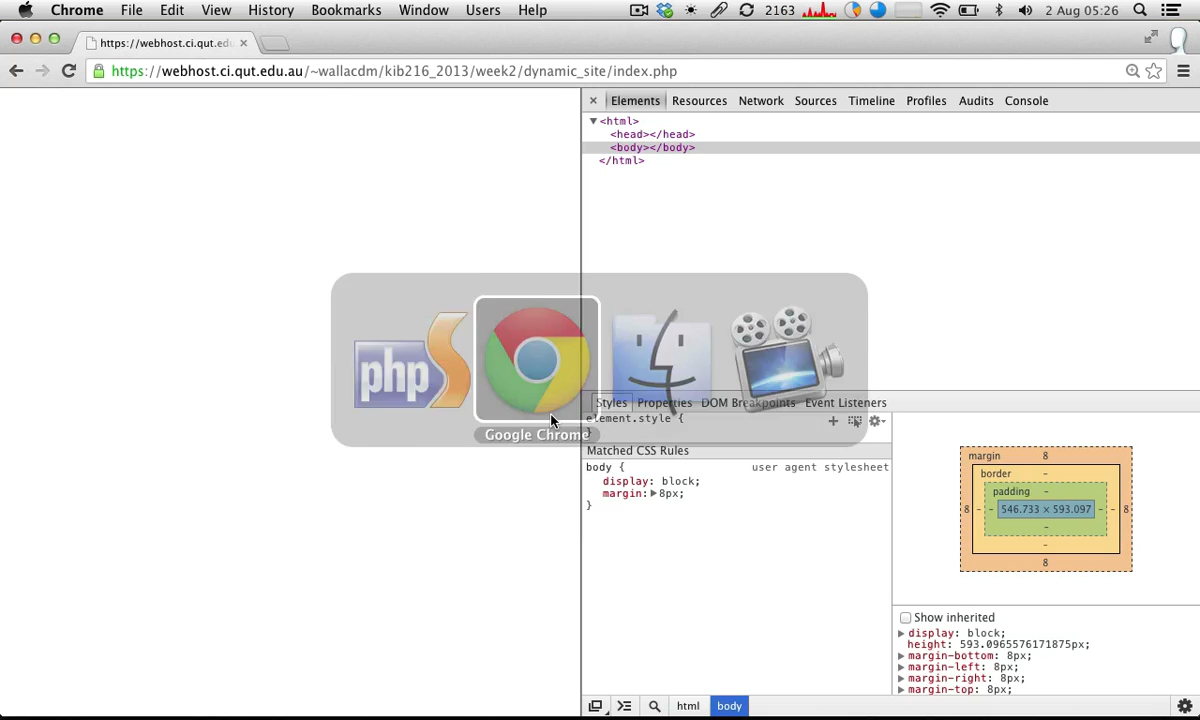 Chrome File Edit View History Bookmarks Window Users Help 2163 2 Aug 05:26
https://webhost.ci.qut.edu
https://webhost.ci.qut.edu.au/~wallacdm/kib216_2013/week2/dynamic_site/index.php
Elements Resources Network Sources Timeline Profiles Audits Console
<html>
<head></head>
<body></body>
</html>
php
Google Chrome
Styles Properties DOM Breakpoints Event Listeners
element.style {
}
Matched CSS Rules
body { user agent stylesheet
display: block;
margin: 8px;
}
margin 8
border -
padding -
8 - - 546.733 × 593.097 - - 8
-
-
8
Show inherited
display: block;
height: 593.0965576171875px;
margin-bottom: 8px;
margin-left: 8px;
margin-right: 8px;
margin-top: 8px;
html body